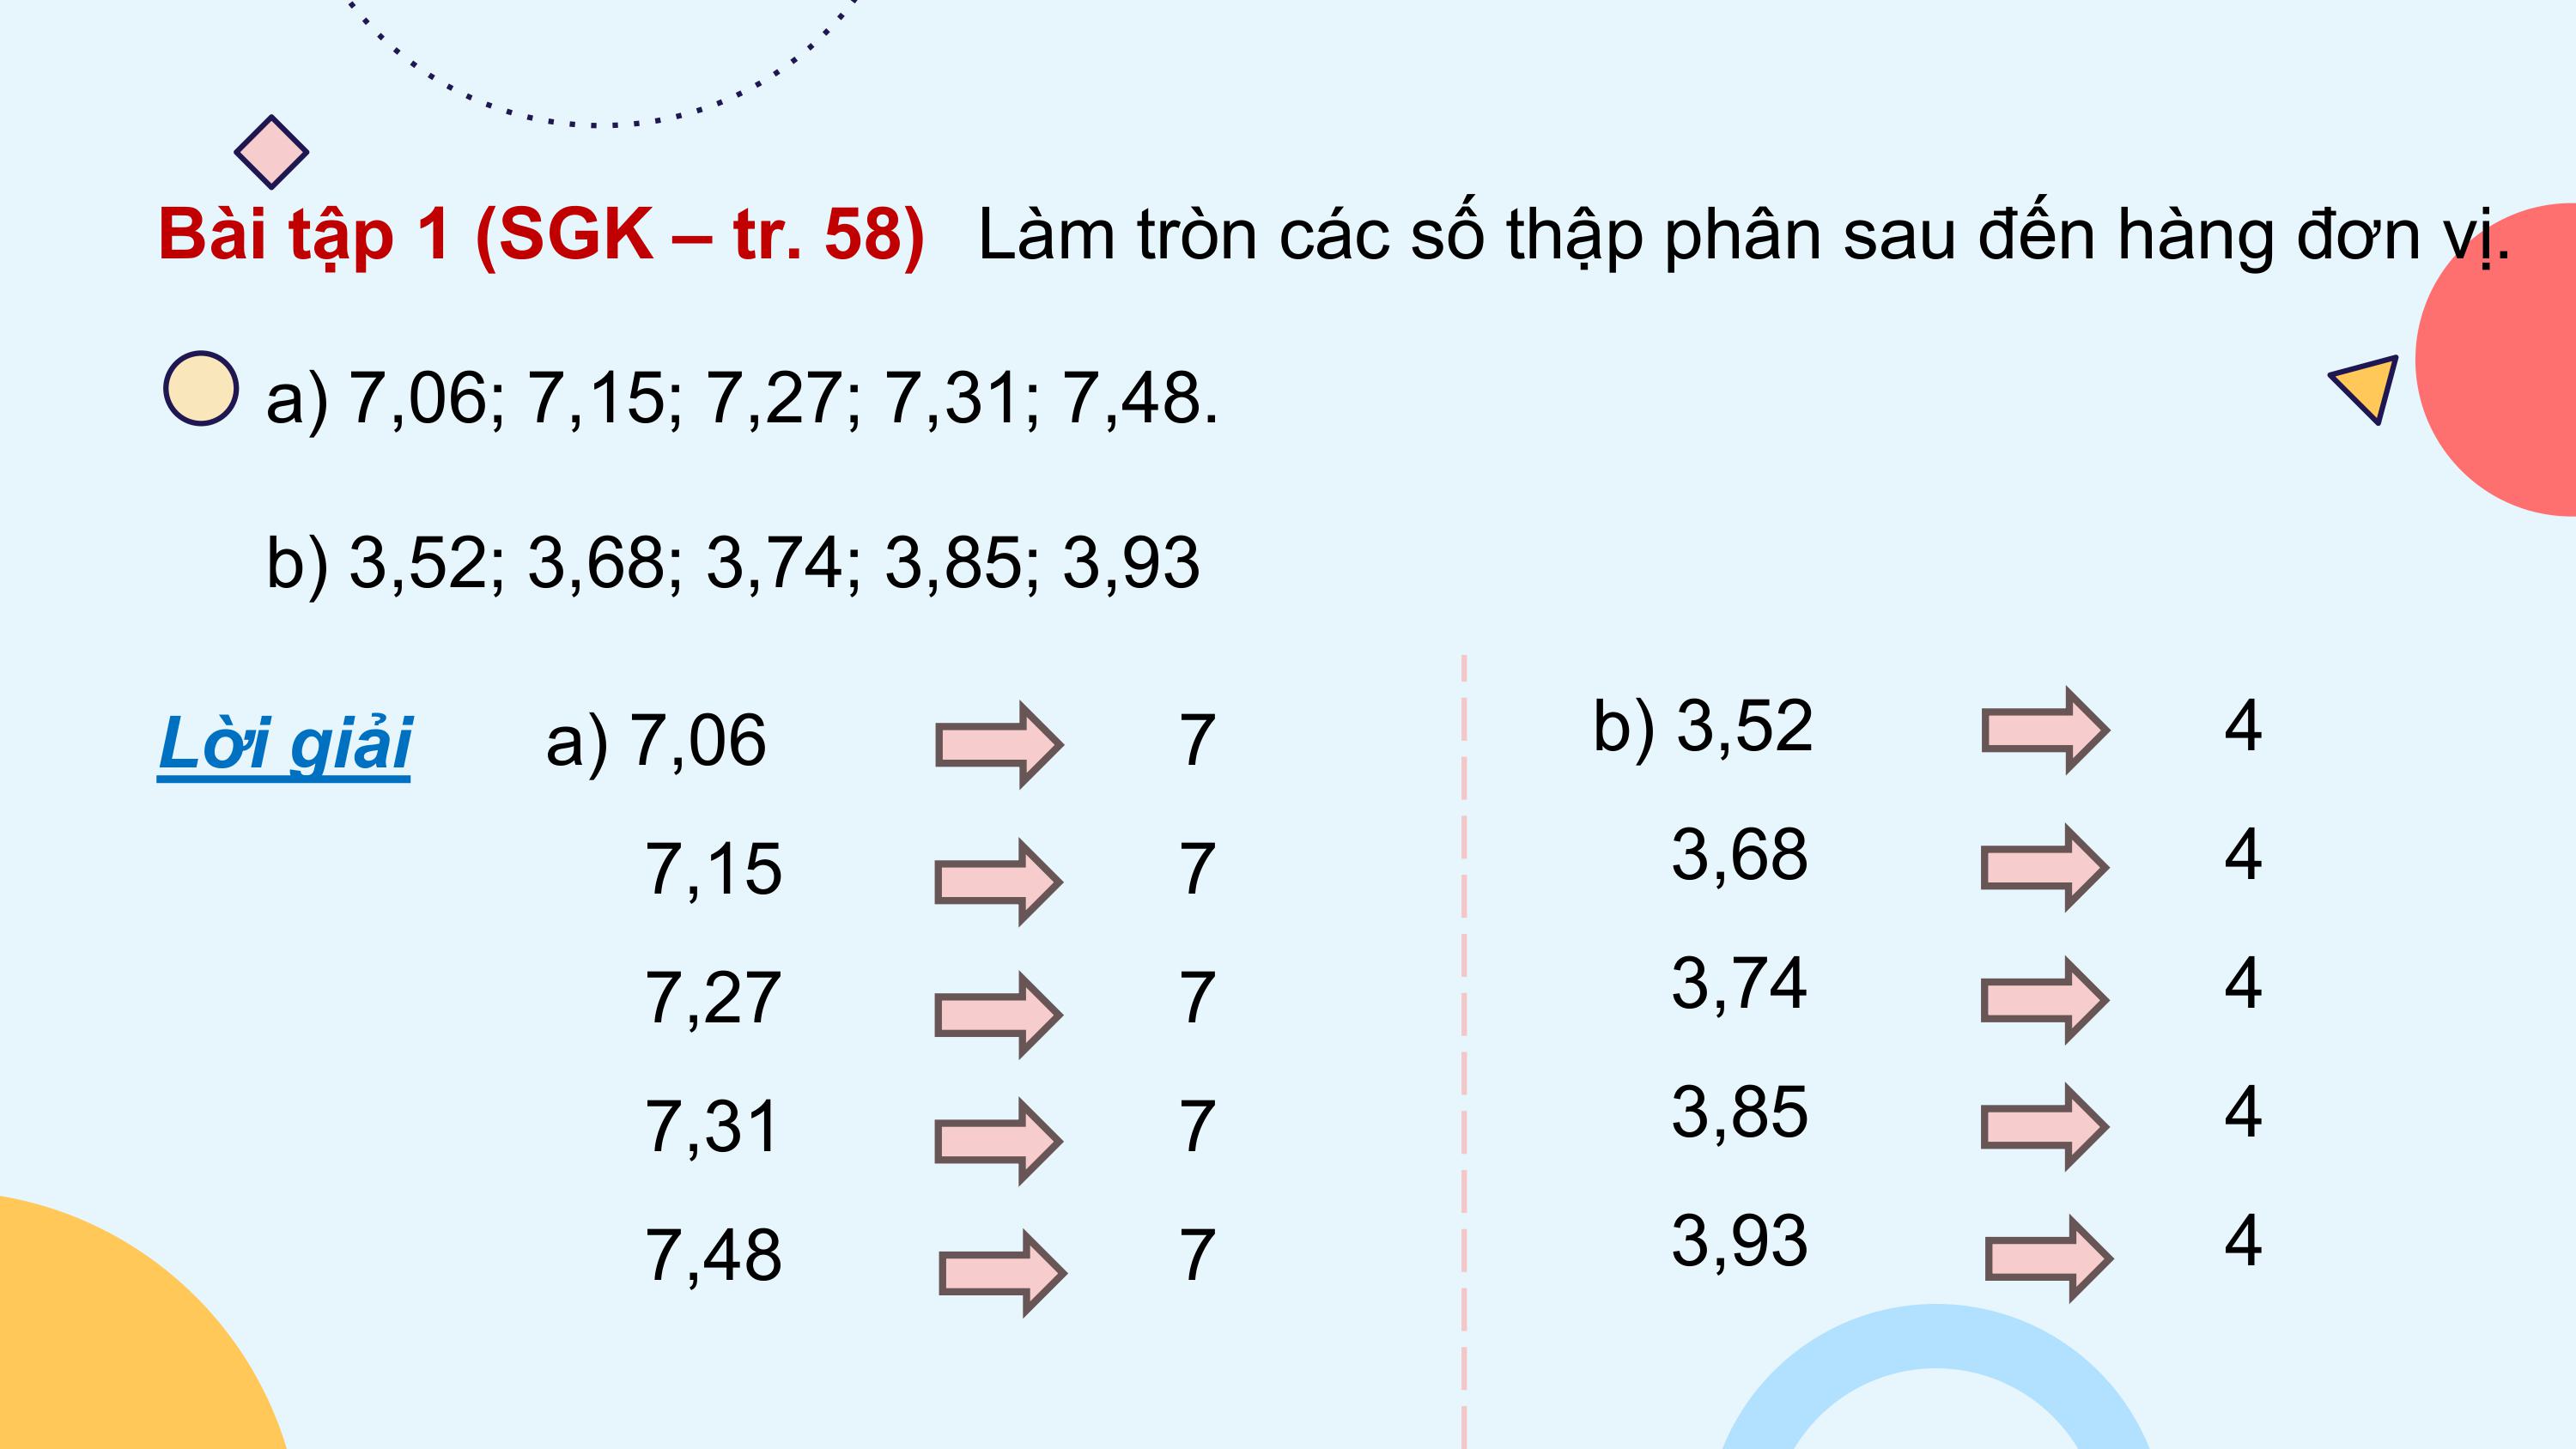 Bài tập 1 (SGK – tr. 58) Làm tròn các số thập phân sau đến hàng đơn vị.
a) 7,06; 7,15; 7,27; 7,31; 7,48.
b) 3,52; 3,68; 3,74; 3,85; 3,93
Lời giải
a) 7,06 7
7,15 7
7,27 7
7,31 7
7,48 7
b) 3,52 4
3,68 4
3,74 4
3,85 4
3,93 4